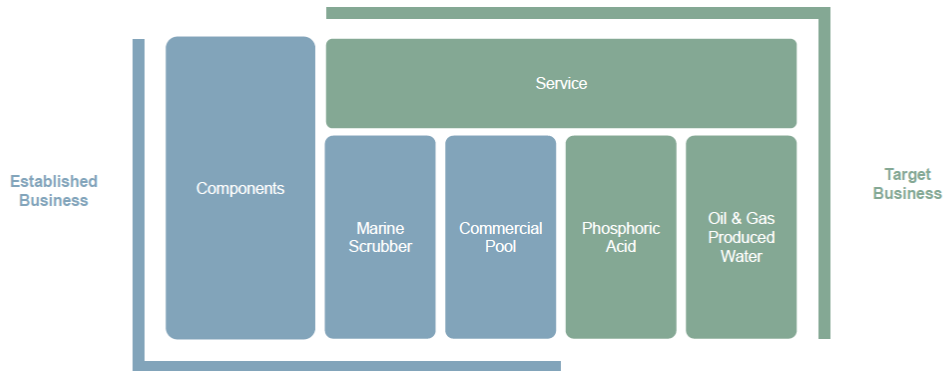 Established
Business
Components
Service
Marine
Scrubber
Commercial
Pool
Phosphoric
Acid
Oil & Gas
Produced
Water
Target
Business